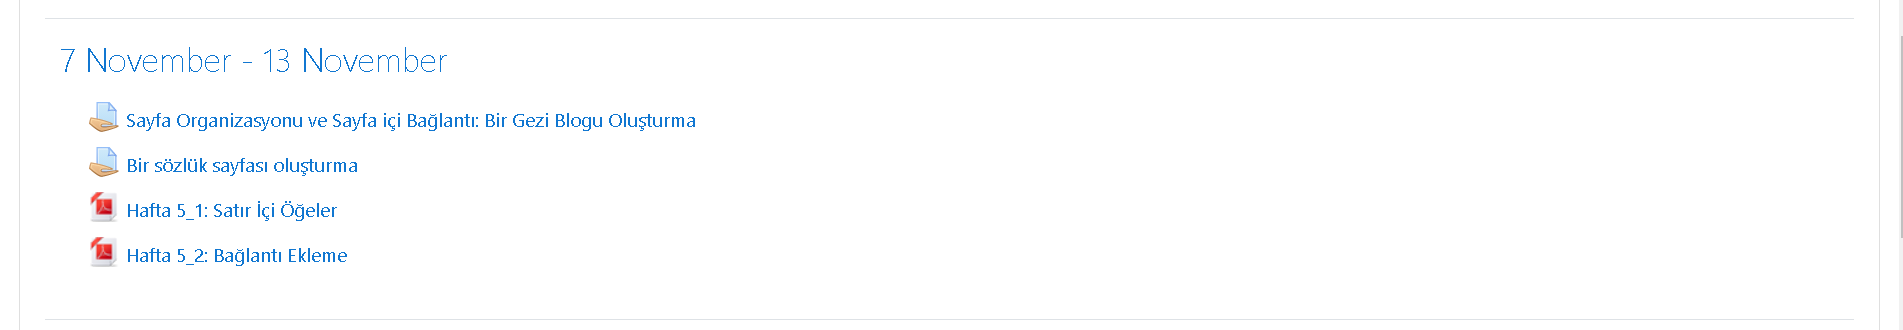 7 November - 13 November
Sayfa Organizasyonu ve Sayfa içi Bağlantı: Bir Gezi Blogu Oluşturma
Bir sözlük sayfası oluşturma
Hafta 5_1: Satır İçi Öğeler
Hafta 5_2: Bağlantı Ekleme